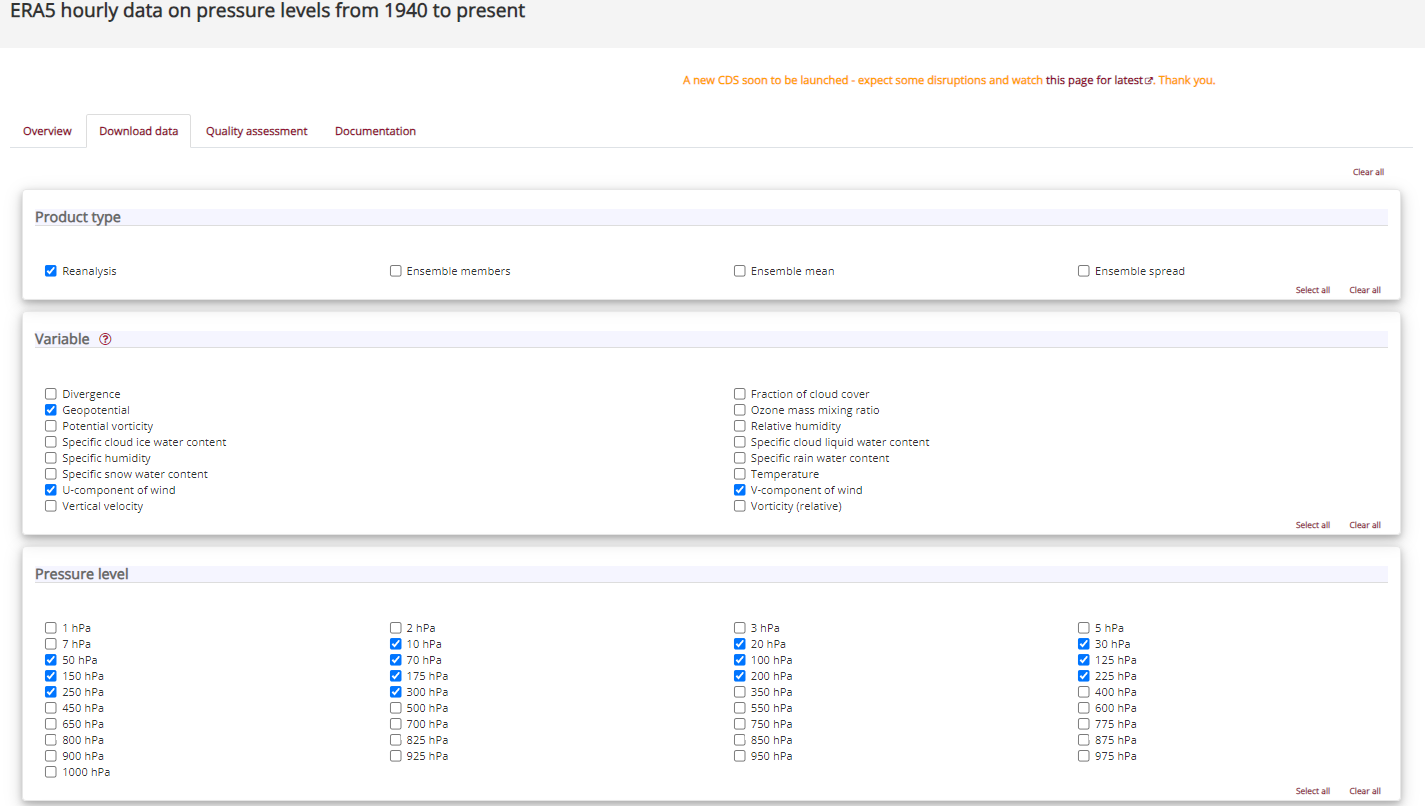 ERA5 hourly data on pressure levels from 1940 to present
A new CDS soon to be launched - expect some disruptions and watch this page for latest. Thank you.
Overview Download data Quality assessment Documentation
Clear all
Product type
Reanalysis Ensemble members Ensemble mean Ensemble spread
Select all Clear all
Variable ?
Divergence Fraction of cloud cover
Geopotential Ozone mass mixing ratio
Potential vorticity Relative humidity
Specific cloud ice water content Specific cloud liquid water content
Specific humidity Specific rain water content
Specific snow water content Temperature
U-component of wind V-component of wind
Vertical velocity Vorticity (relative)
Select all Clear all
Pressure level
1 hPa 2 hPa 3 hPa 5 hPa
7 hPa 10 hPa 20 hPa 30 hPa
50 hPa 70 hPa 100 hPa 125 hPa
150 hPa 175 hPa 200 hPa 225 hPa
250 hPa 300 hPa 350 hPa 400 hPa
450 hPa 500 hPa 550 hPa 600 hPa
650 hPa 700 hPa 750 hPa 775 hPa
800 hPa 825 hPa 850 hPa 875 hPa
900 hPa 925 hPa 950 hPa 975 hPa
1000 hPa
Select all Clear all